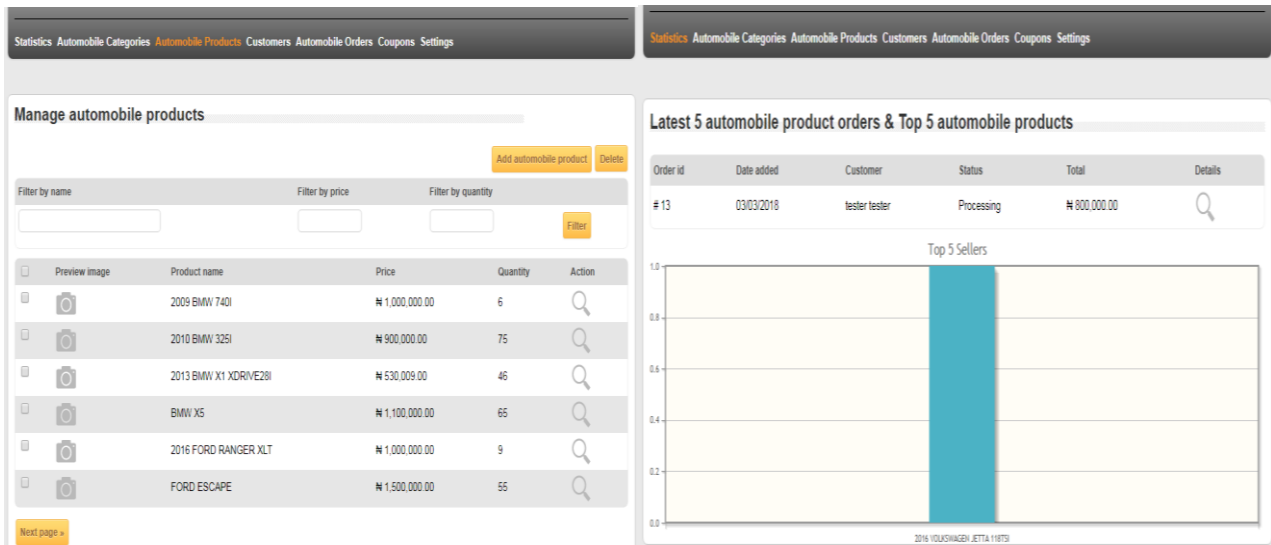 Statistics Automobile Categories Automobile Products Customers Automobile Orders Coupons Settings
Manage automobile products
Add automobile product Delete
Filter by name Filter by price Filter by quantity
Filter
Preview image Product name Price Quantity Action
2009 BMW 740I ₦ 1,000,000.00 6
2010 BMW 325I ₦ 900,000.00 75
2013 BMW X1 XDRIVE28I ₦ 530,009.00 46
BMW X5 ₦ 1,100,000.00 65
2016 FORD RANGER XLT ₦ 1,000,000.00 9
FORD ESCAPE ₦ 1,500,000.00 55
Next page »
Statistics Automobile Categories Automobile Products Customers Automobile Orders Coupons Settings
Latest 5 automobile product orders & Top 5 automobile products
Order id Date added Customer Status Total Details
# 13 03/03/2018 tester tester Processing ₦ 800,000.00
Top 5 Sellers
1.0
0.8
0.6
0.4
0.2
0.0
2016 VOLKSWAGEN JETTA 118TSI